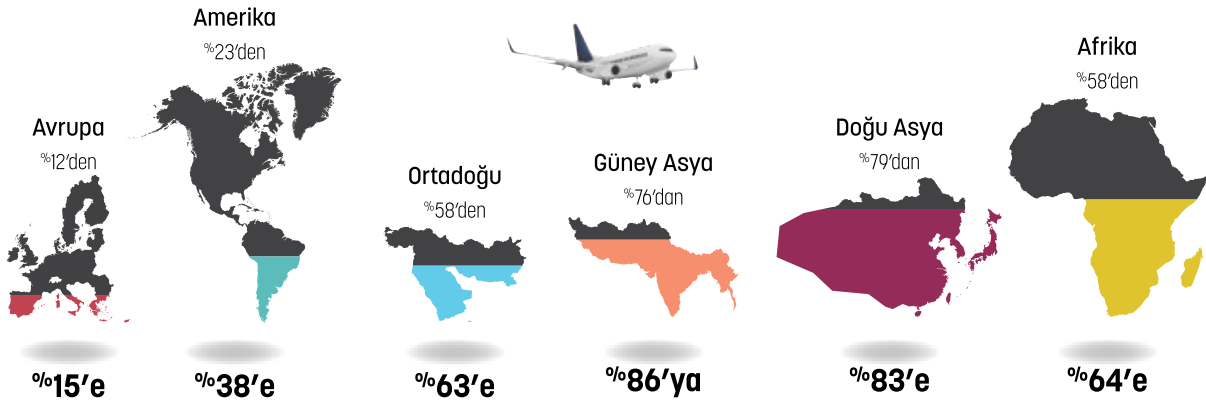 Avrupa
%12'den
%15'e
Amerika
%23'den
%38'e
Ortadoğu
%58'den
%63'e
Güney Asya
%76'dan
%86'ya
Doğu Asya
%79'dan
%83'e
Afrika
%58'den
%64'e